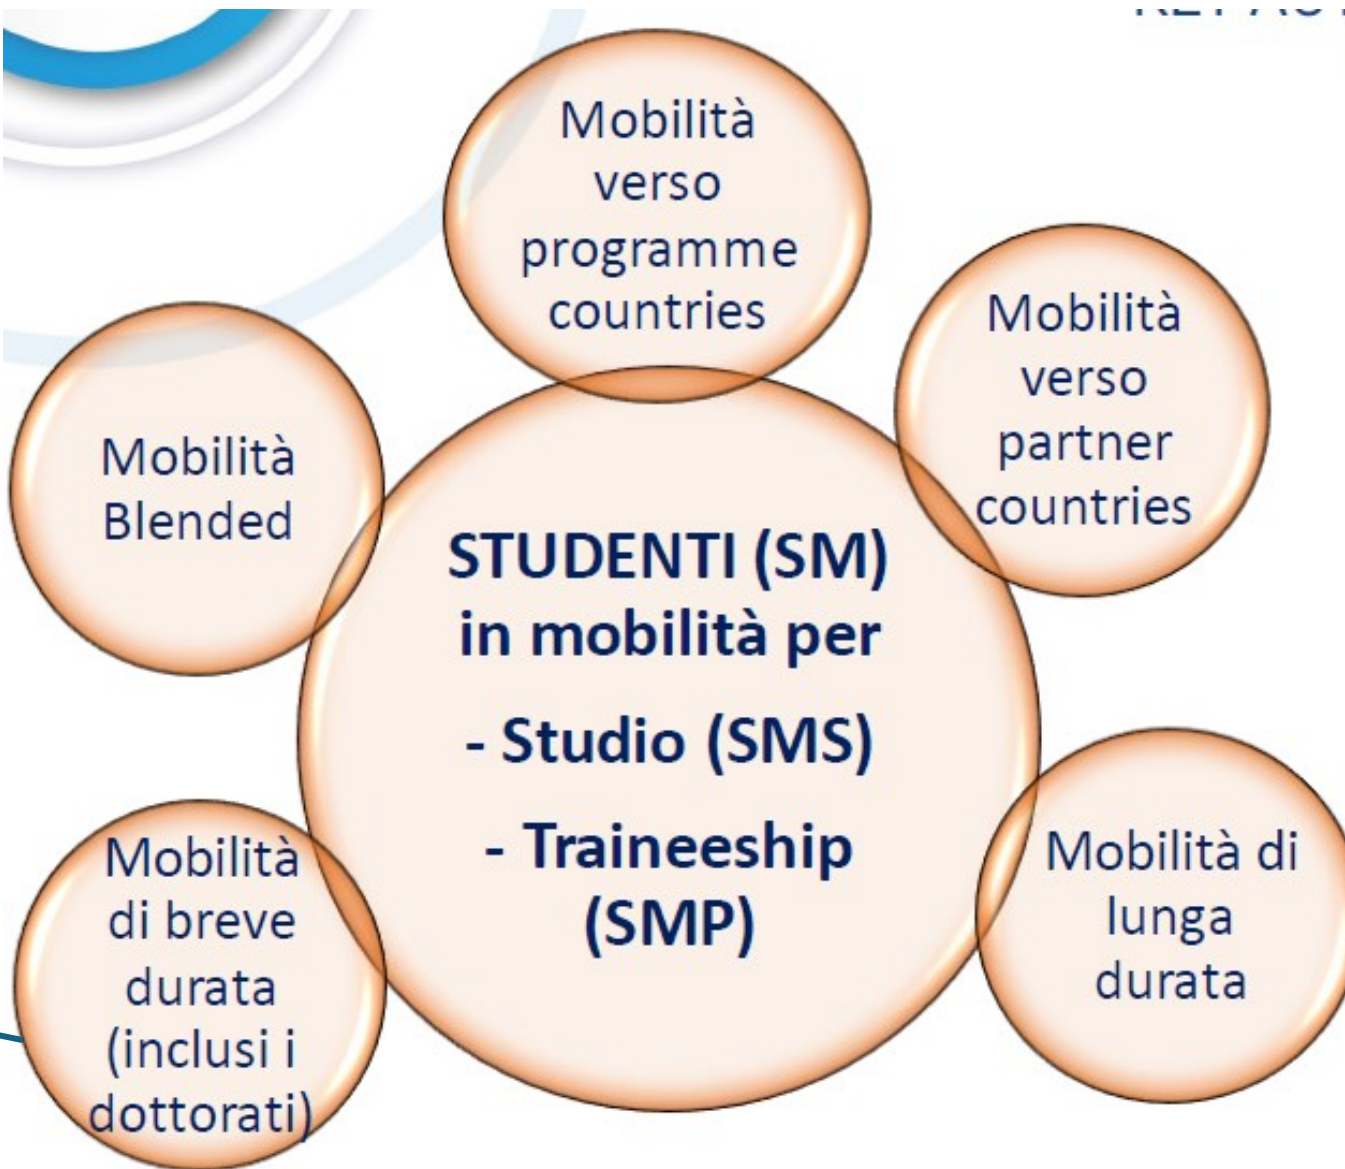 Mobilità
verso
programme
countries
Mobilità
verso
partner
countries
Mobilità
Blended
STUDENTI (SM)
in mobilità per
- Studio (SMS)
- Traineeship
(SMP)
Mobilità
di breve
durata
(inclusi i
dottorati)
Mobilità di
lunga
durata